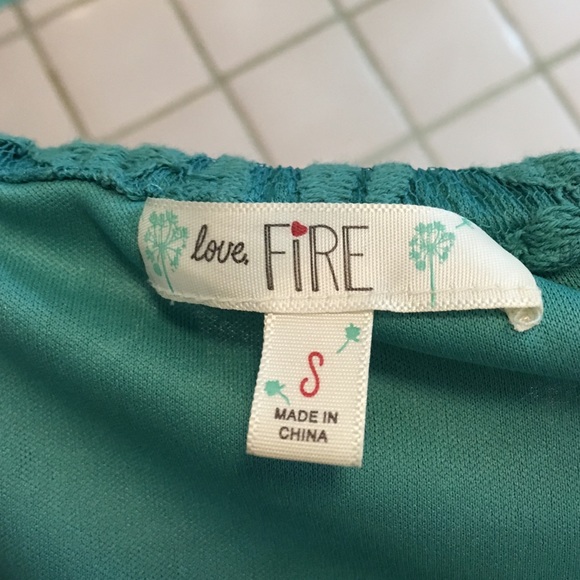 love, FiRE
S
MADE IN
CHINA